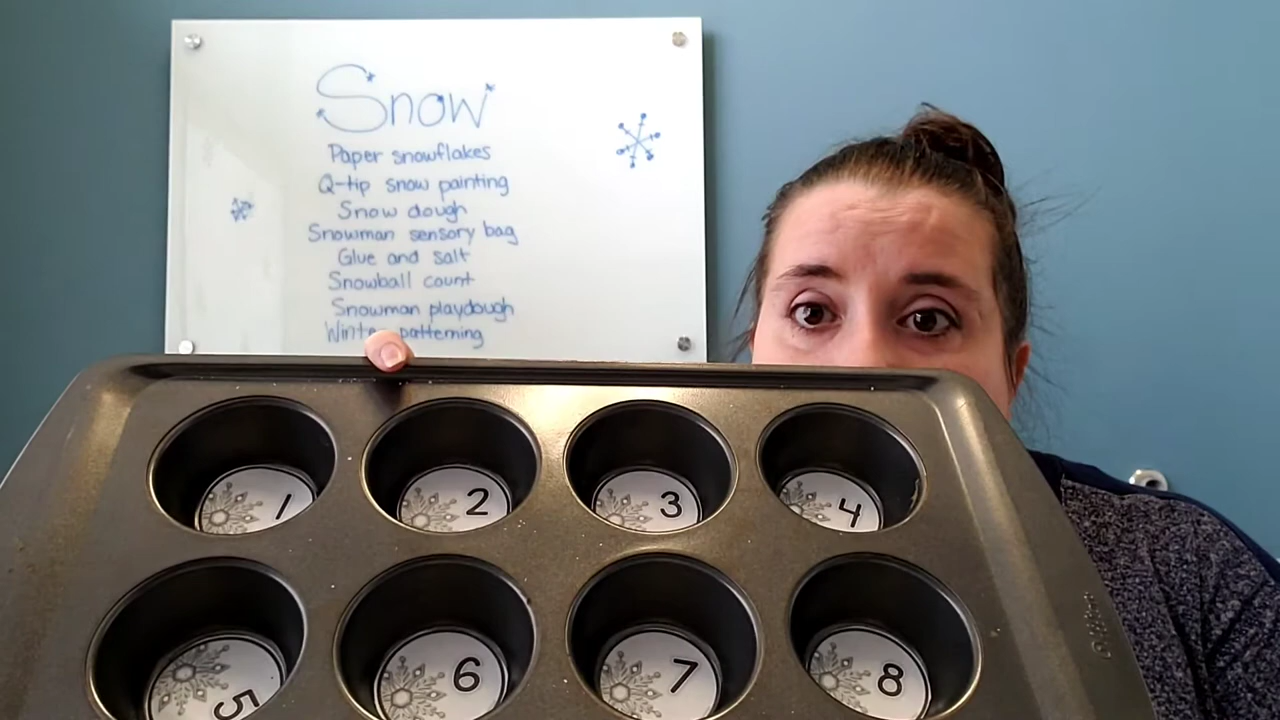 Snow
Paper snowflakes
Q-tip snow painting
Snow dough
Snowman sensory bag
Glue and salt
Snowball count
Snowman playdough
Winter patterning
1 2 3 4
5 6 7 8